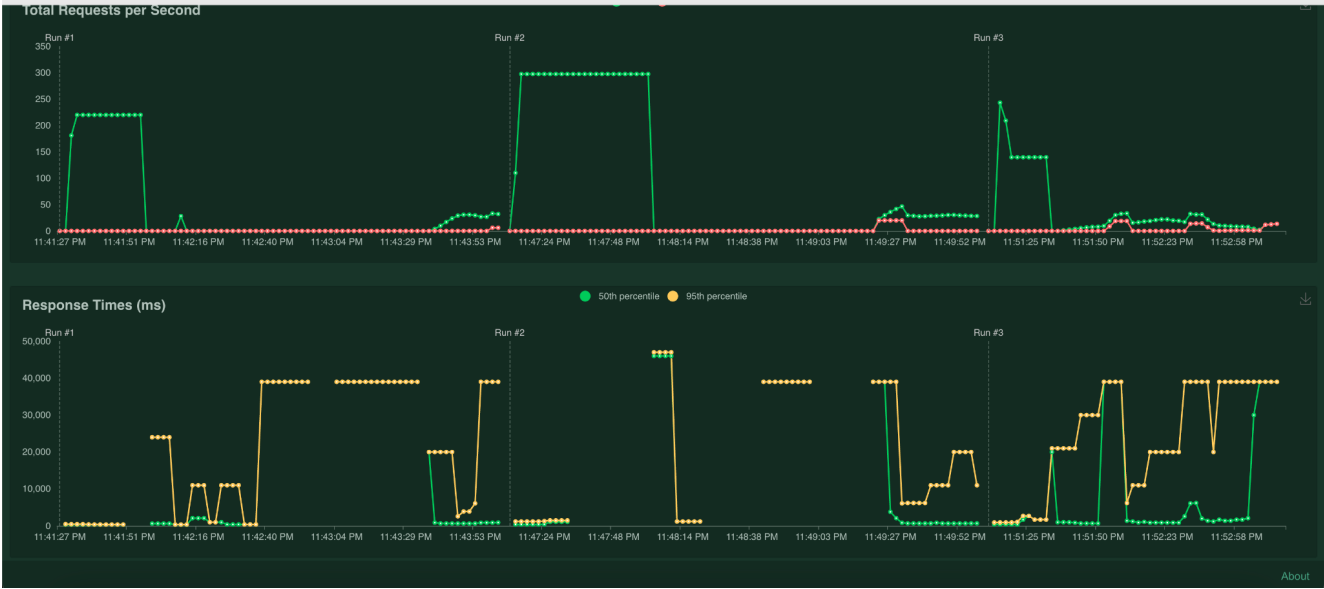 Total Requests per Second
Run #1 Run #2 Run #3
350
300
250
200
150
100
50
0
11:41:27 PM 11:41:51 PM 11:42:16 PM 11:42:40 PM 11:43:04 PM 11:43:29 PM 11:43:53 PM 11:47:24 PM 11:47:48 PM 11:48:14 PM 11:48:38 PM 11:49:03 PM 11:49:27 PM 11:49:52 PM 11:51:25 PM 11:51:50 PM 11:52:23 PM 11:52:58 PM
Response Times (ms)
50th percentile 95th percentile
Run #1 Run #2 Run #3
50,000
40,000
30,000
20,000
10,000
0
11:41:27 PM 11:41:51 PM 11:42:16 PM 11:42:40 PM 11:43:04 PM 11:43:29 PM 11:43:53 PM 11:47:24 PM 11:47:48 PM 11:48:14 PM 11:48:38 PM 11:49:03 PM 11:49:27 PM 11:49:52 PM 11:51:25 PM 11:51:50 PM 11:52:23 PM 11:52:58 PM
About